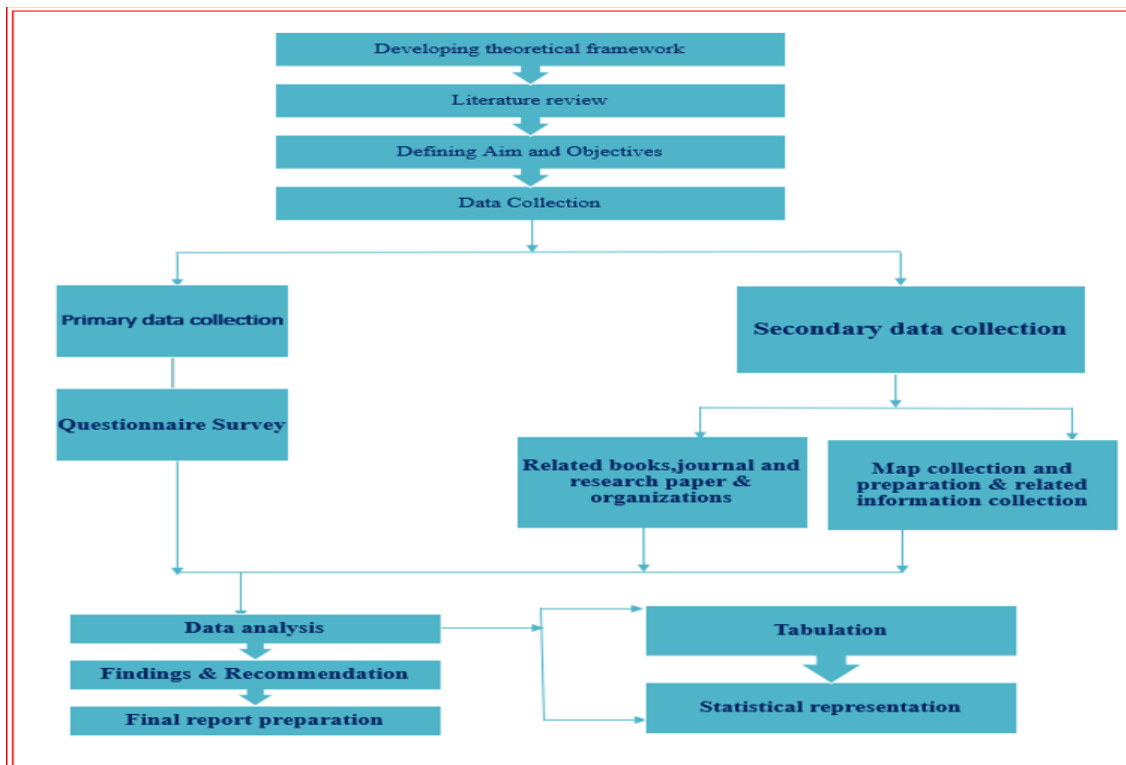 Developing theoretical framework
Literature review
Defining Aim and Objectives
Data Collection
Primary data collection
Secondary data collection
Questionnaire Survey
Related books,journal and
research paper &
organizations
Map collection and
preparation & related
information collection
Data analysis
Tabulation
Findings & Recommendation
Statistical representation
Final report preparation